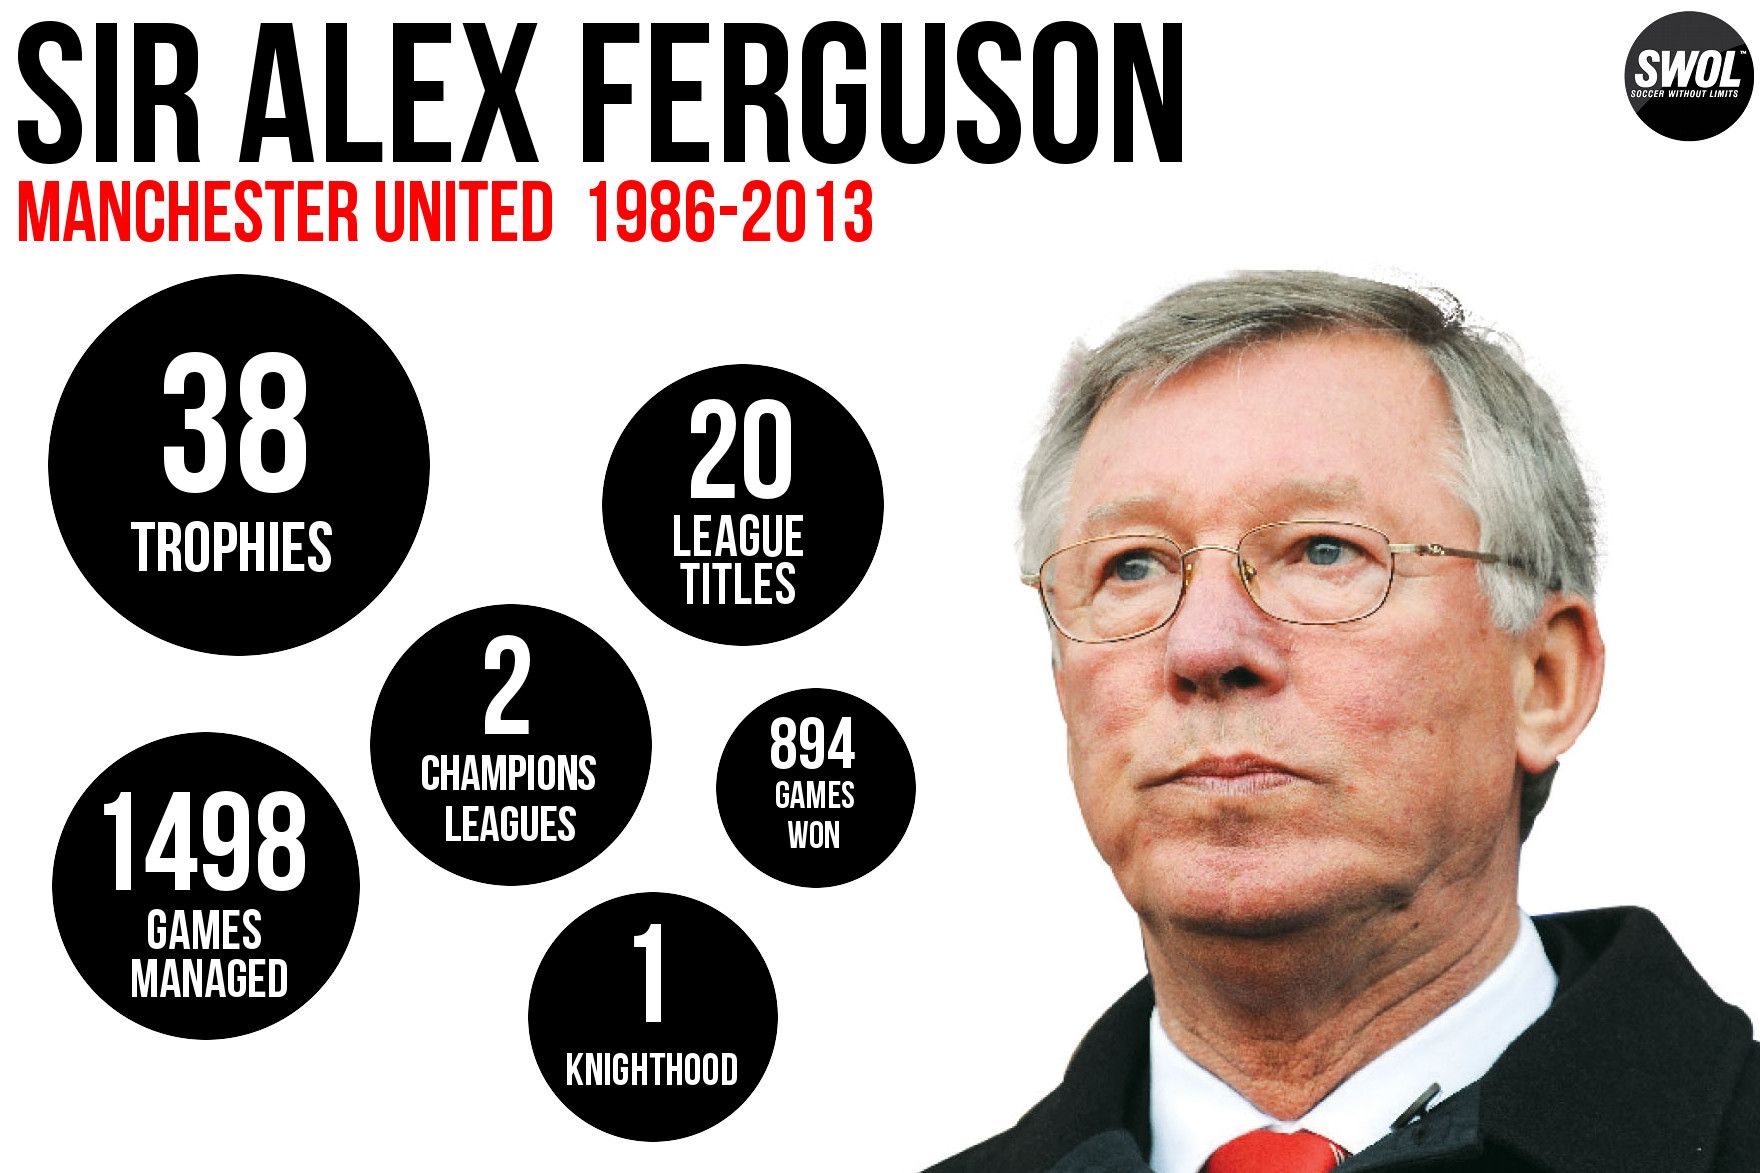 SIR ALEX FERGUSON
SWOL™
SOCCER WITHOUT LIMITS
MANCHESTER UNITED 1986-2013
38
TROPHIES
20
LEAGUE
TITLES
2
CHAMPIONS
LEAGUES
894
GAMES
WON
1498
GAMES
MANAGED
1
KNIGHTHOOD